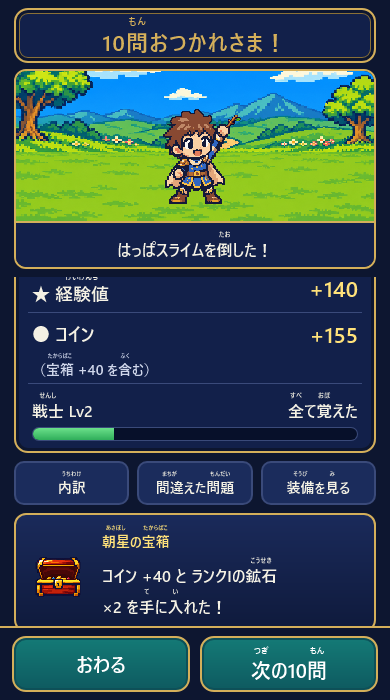 10問おつかれさま！
はっぱスライムを倒した！
★ 経験値 +140
● コイン +155
（宝箱 +40 を含む）
戦士 Lv2 全て覚えた
内訳 間違えた問題 装備を見る
朝星の宝箱
コイン +40 と ランクIの鉱石
×2 を手に入れた！
おわる 次の10問